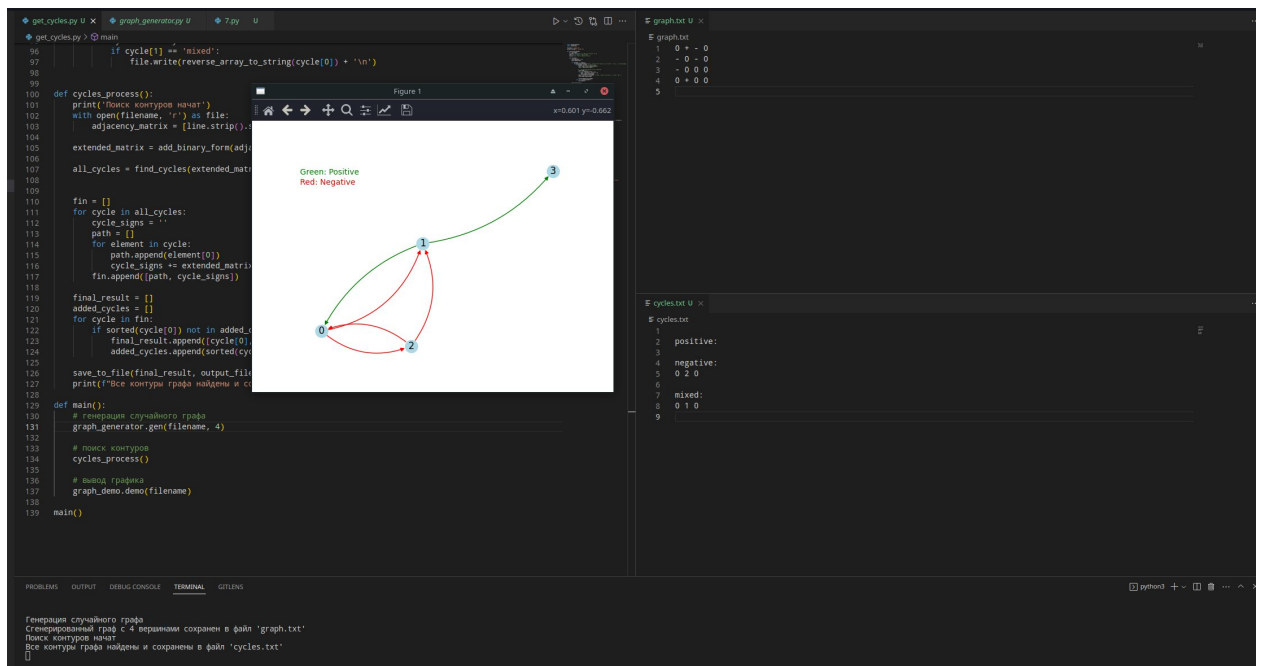 get_cycles.py U × graph_generator.py U 7.py U
get_cycles.py > main
96 if cycle[1] == 'mixed':
97 file.write(reverse_array_to_string(cycle[0]) + '\n')
98
99
100 def cycles_process():
101 print('Поиск контуров начат')
102 with open(filename, 'r') as file:
103 adjacency_matrix = [line.strip().s
104
105 extended_matrix = add_binary_form(adja
106
107 all_cycles = find_cycles(extended_matr
108
109
110 fin = []
111 for cycle in all_cycles:
112 cycle_signs = ''
113 path = []
114 for element in cycle:
115 path.append(element[0])
116 cycle_signs += extended_matrix
117 fin.append([path, cycle_signs])
118
119 final_result = []
120 added_cycles = []
121 for cycle in fin:
122 if sorted(cycle[0]) not in added_c
123 final_result.append([cycle[0],
124 added_cycles.append(sorted(cyc
125
126 save_to_file(final_result, output_file
127 print(f"Все контуры графа найдены и со
128
129 def main():
130 # генерация случайного графа
131 graph_generator.gen(filename, 4)
132
133 # поиск контуров
134 cycles_process()
135
136 # вывод графика
137 graph_demo.demo(filename)
138
139 main()
Figure 1
x=0.601 y=-0.662
Green: Positive
Red: Negative
3
1
0
2
graph.txt U ×
graph.txt
1 0 + - 0
2 - 0 - 0
3 - 0 0 0
4 0 + 0 0
5
cycles.txt U ×
cycles.txt
1
2 positive:
3
4 negative:
5 0 2 0
6
7 mixed:
8 0 1 0
9
PROBLEMS OUTPUT DEBUG CONSOLE TERMINAL GITLENS
python3
Генерация случайного графа
Сгенерированный граф с 4 вершинами сохранен в файл 'graph.txt'
Поиск контуров начат
Все контуры графа найдены и сохранены в файл 'cycles.txt'